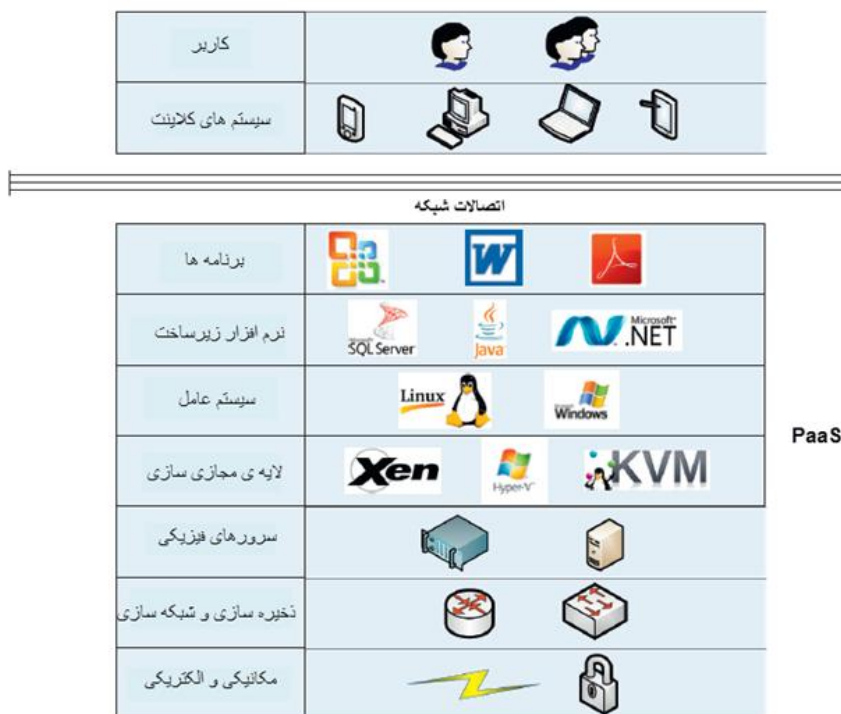 کاربر
سیستم های کلاینت
اتصالات شبکه
برنامه ها
W
نرم افزار زیرساخت
Microsoft
SQL Server
Java
Microsoft
.NET
سیستم عامل
Linux
Windows
PaaS
لایه ی مجازی سازی
Xen
Hyper-V
KVM
سرورهای فیزیکی
ذخیره سازی و شبکه سازی
مکانیکی و الکتریکی